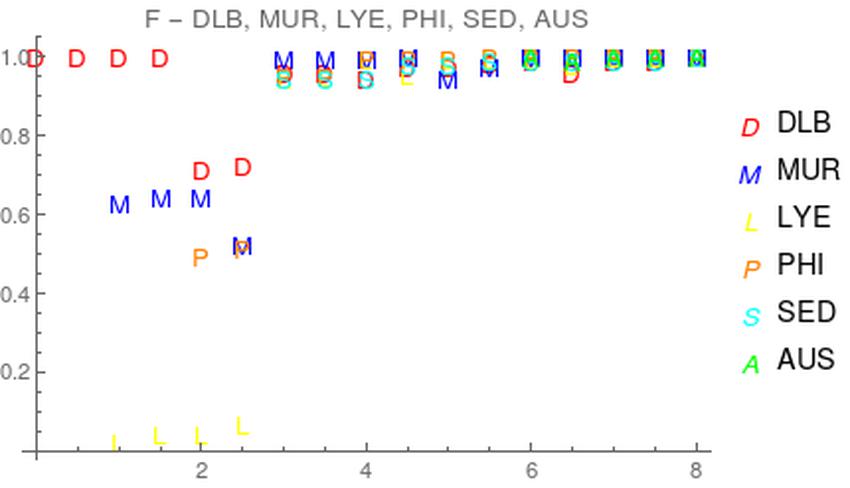 F – DLB, MUR, LYE, PHI, SED, AUS
1.0
0.8
0.6
0.4
0.2
2 4 6 8
D DLB
M MUR
L LYE
P PHI
S SED
A AUS